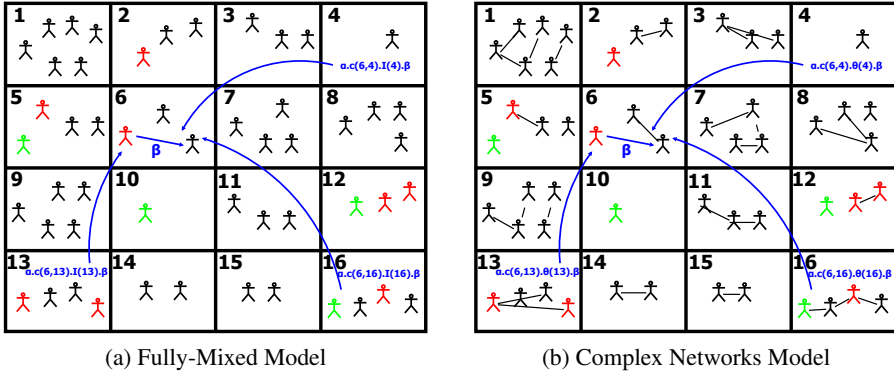 1 2 3 4
α.c(6,4).I(4).β
5 6 7 8
β
9 10 11 12
α.c(6,13).I(13).β α.c(6,16).I(16).β
13 14 15 16
(a) Fully-Mixed Model
1 2 3 4
α.c(6,4).θ(4).β
5 6 7 8
β
9 10 11 12
α.c(6,13).θ(13).β α.c(6,16).θ(16).β
13 14 15 16
(b) Complex Networks Model